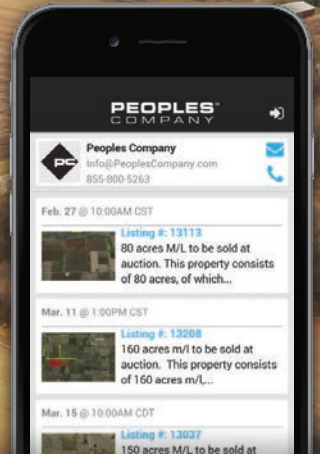 PEOPLES™
COMPANY
PC
Peoples Company
Info@PeoplesCompany.com
855-800-5263
Feb. 27 @ 10:00AM CST
Listing #: 13113
80 acres M/L to be sold at
auction. This property consists
of 80 acres, of which...
Mar. 11 @ 1:00PM CST
Listing #: 13208
160 acres m/l to be sold at
auction. This property consists
of 160 acres m/l,...
Mar. 15 @ 10:00AM CDT
Listing #: 13037
150 acres M/L to be sold at